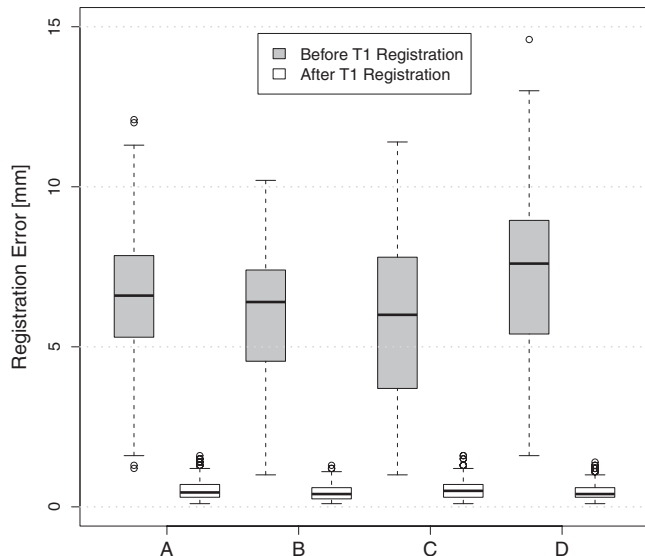 Before T1 Registration
After T1 Registration
Registration Error [mm]
15
10
5
0
A B C D